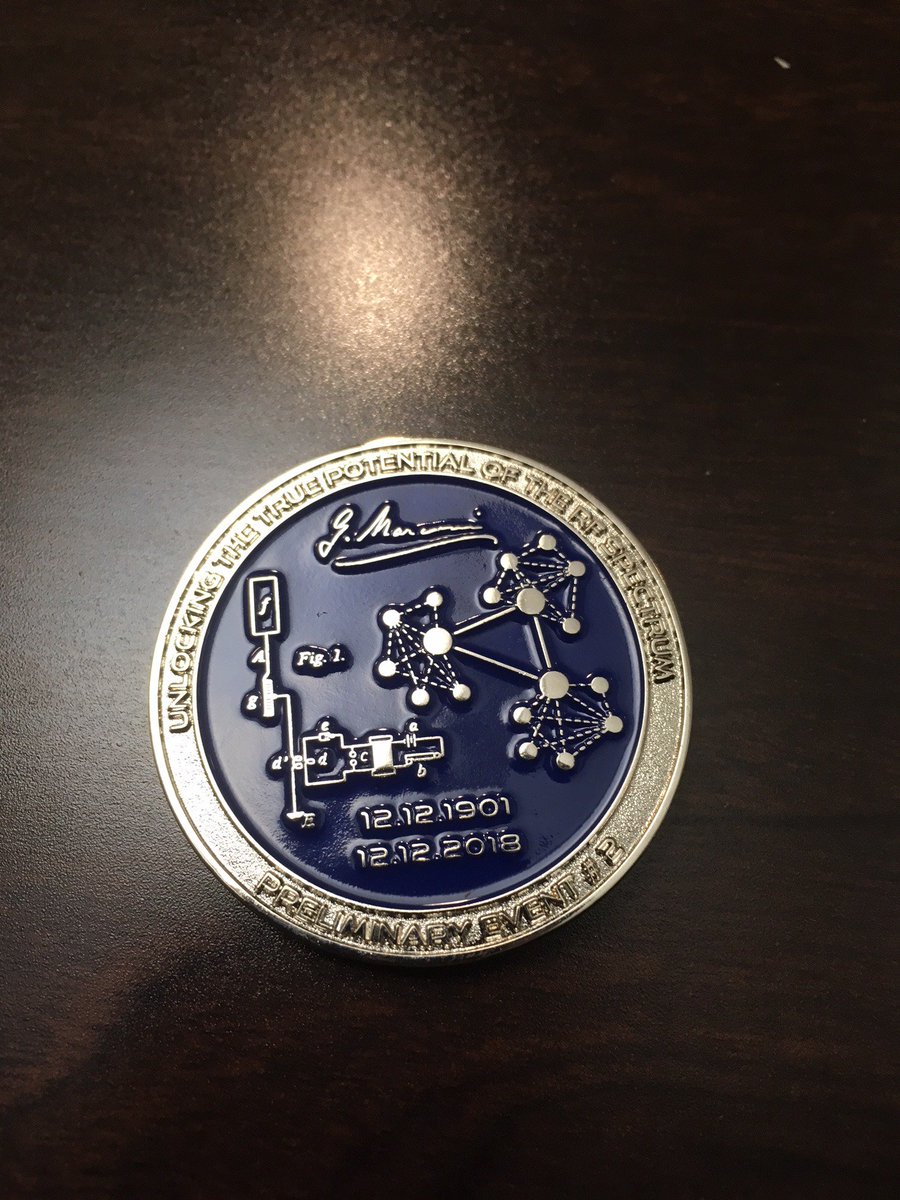 UNLOCKING THE TRUE POTENTIAL OF THE RF SPECTRUM
G. Marconi
f
A
Fig. 1.
g
a
a
d'
d
c
b
E
12.12.1901
12.12.2018
PRELIMINARY EVENT # 2